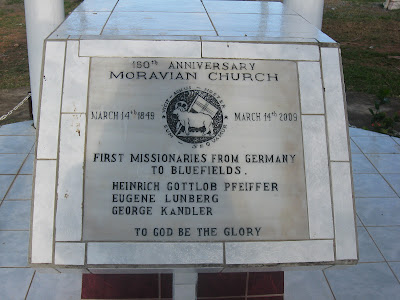 160TH ANNIVERSARY
MORAVIAN CHURCH
MARCH 14th 1849
MARCH 14th 2009
FIRST MISSIONARIES FROM GERMANY
TO BLUEFIELDS.
HEINRICH GOTTLOB PFEIFFER
EUGENE LUNBERG
GEORGE KANDLER
TO GOD BE THE GLORY